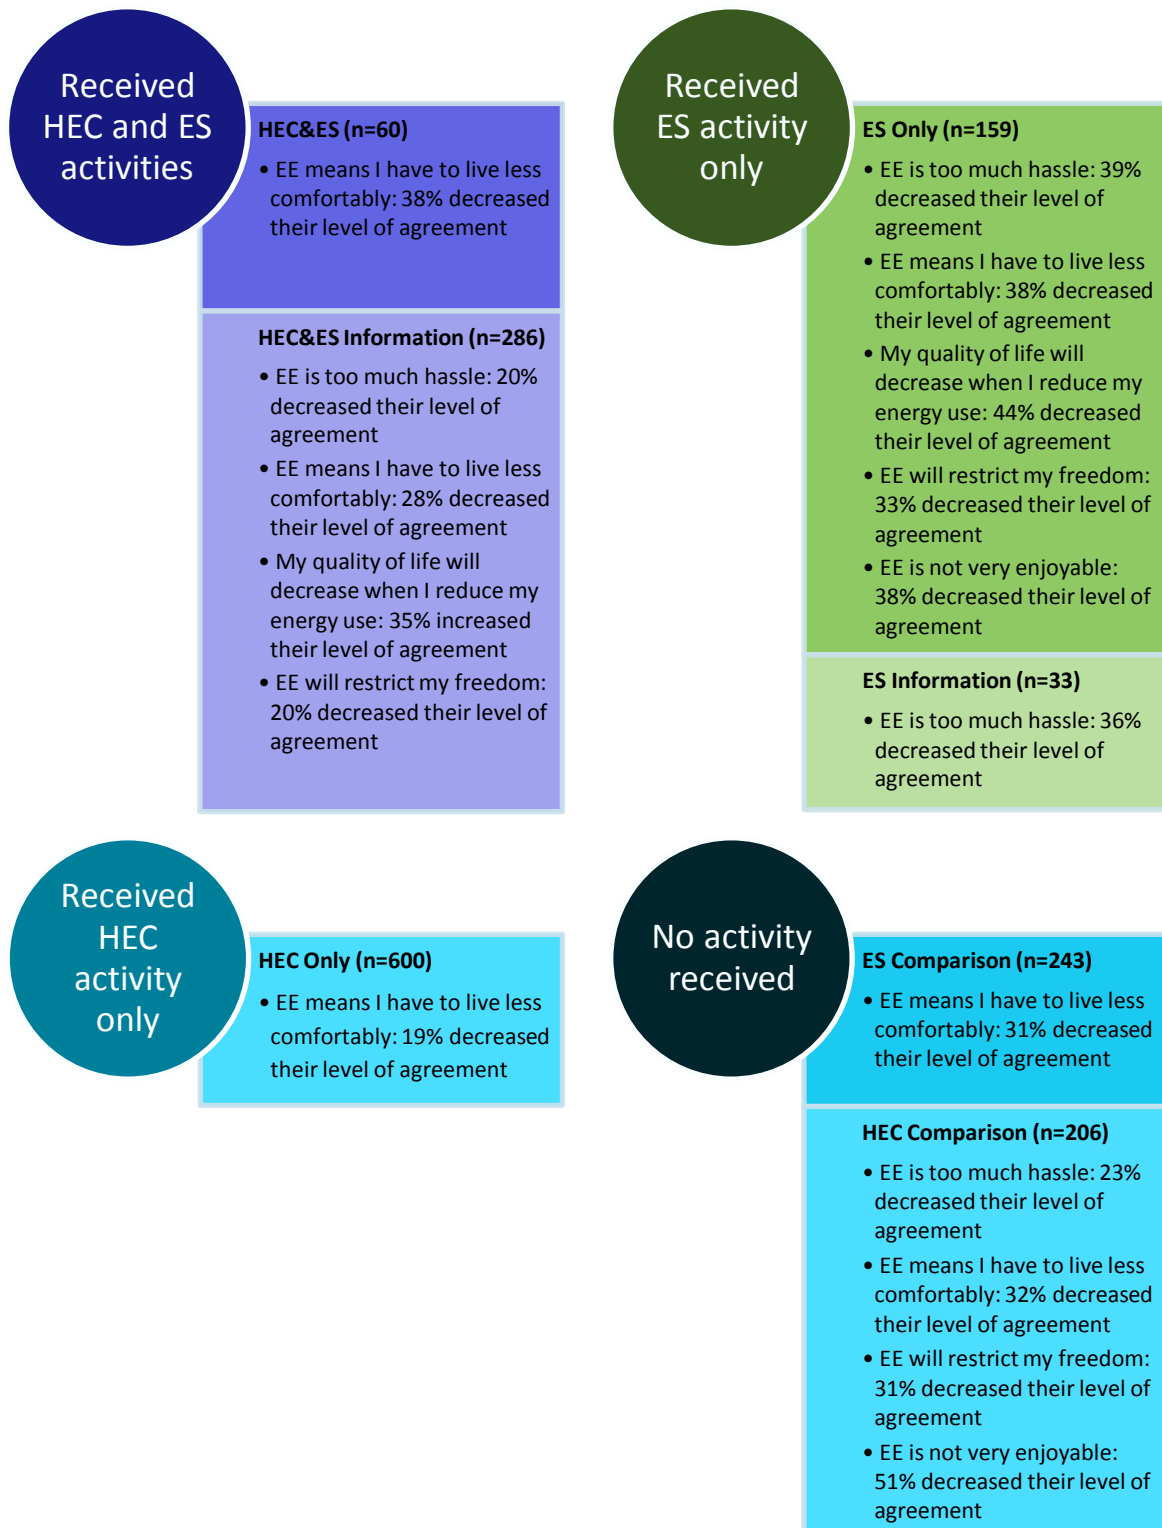 Received
HEC and ES
activities
HEC&ES (n=60)
• EE means I have to live less
comfortably: 38% decreased
their level of agreement
HEC&ES Information (n=286)
• EE is too much hassle: 20%
decreased their level of
agreement
• EE means I have to live less
comfortably: 28% decreased
their level of agreement
• My quality of life will
decrease when I reduce my
energy use: 35% increased
their level of agreement
• EE will restrict my freedom:
20% decreased their level of
agreement
Received
ES activity
only
ES Only (n=159)
• EE is too much hassle: 39%
decreased their level of
agreement
• EE means I have to live less
comfortably: 38% decreased
their level of agreement
• My quality of life will
decrease when I reduce my
energy use: 44% decreased
their level of agreement
• EE will restrict my freedom:
33% decreased their level of
agreement
• EE is not very enjoyable:
38% decreased their level of
agreement
ES Information (n=33)
• EE is too much hassle: 36%
decreased their level of
agreement
Received
HEC
activity
only
HEC Only (n=600)
• EE means I have to live less
comfortably: 19% decreased
their level of agreement
No activity
received
ES Comparison (n=243)
• EE means I have to live less
comfortably: 31% decreased
their level of agreement
HEC Comparison (n=206)
• EE is too much hassle: 23%
decreased their level of
agreement
• EE means I have to live less
comfortably: 32% decreased
their level of agreement
• EE will restrict my freedom:
31% decreased their level of
agreement
• EE is not very enjoyable:
51% decreased their level of
agreement